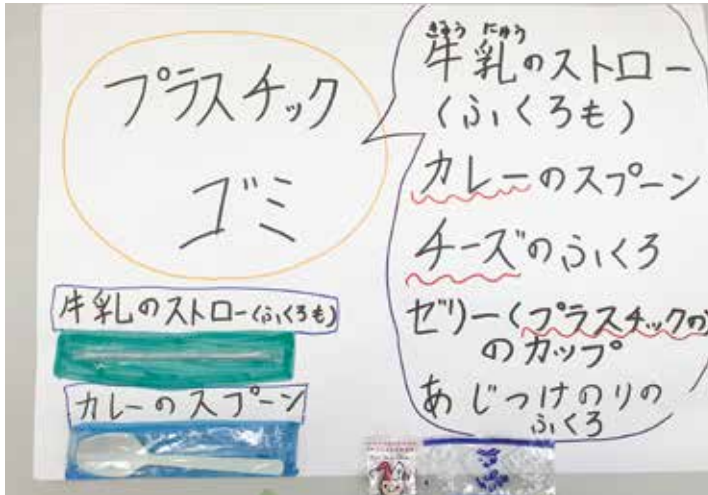 プラスチック
ゴミ
ぎゅう にゅう
牛乳のストロー
(ふくろも)
カレーのスプーン
チーズのふくろ
ゼリー(プラスチックの)
のカップ
あじつけのりの
ふくろ
牛乳のストロー(ふくろも)
カレーのスプーン